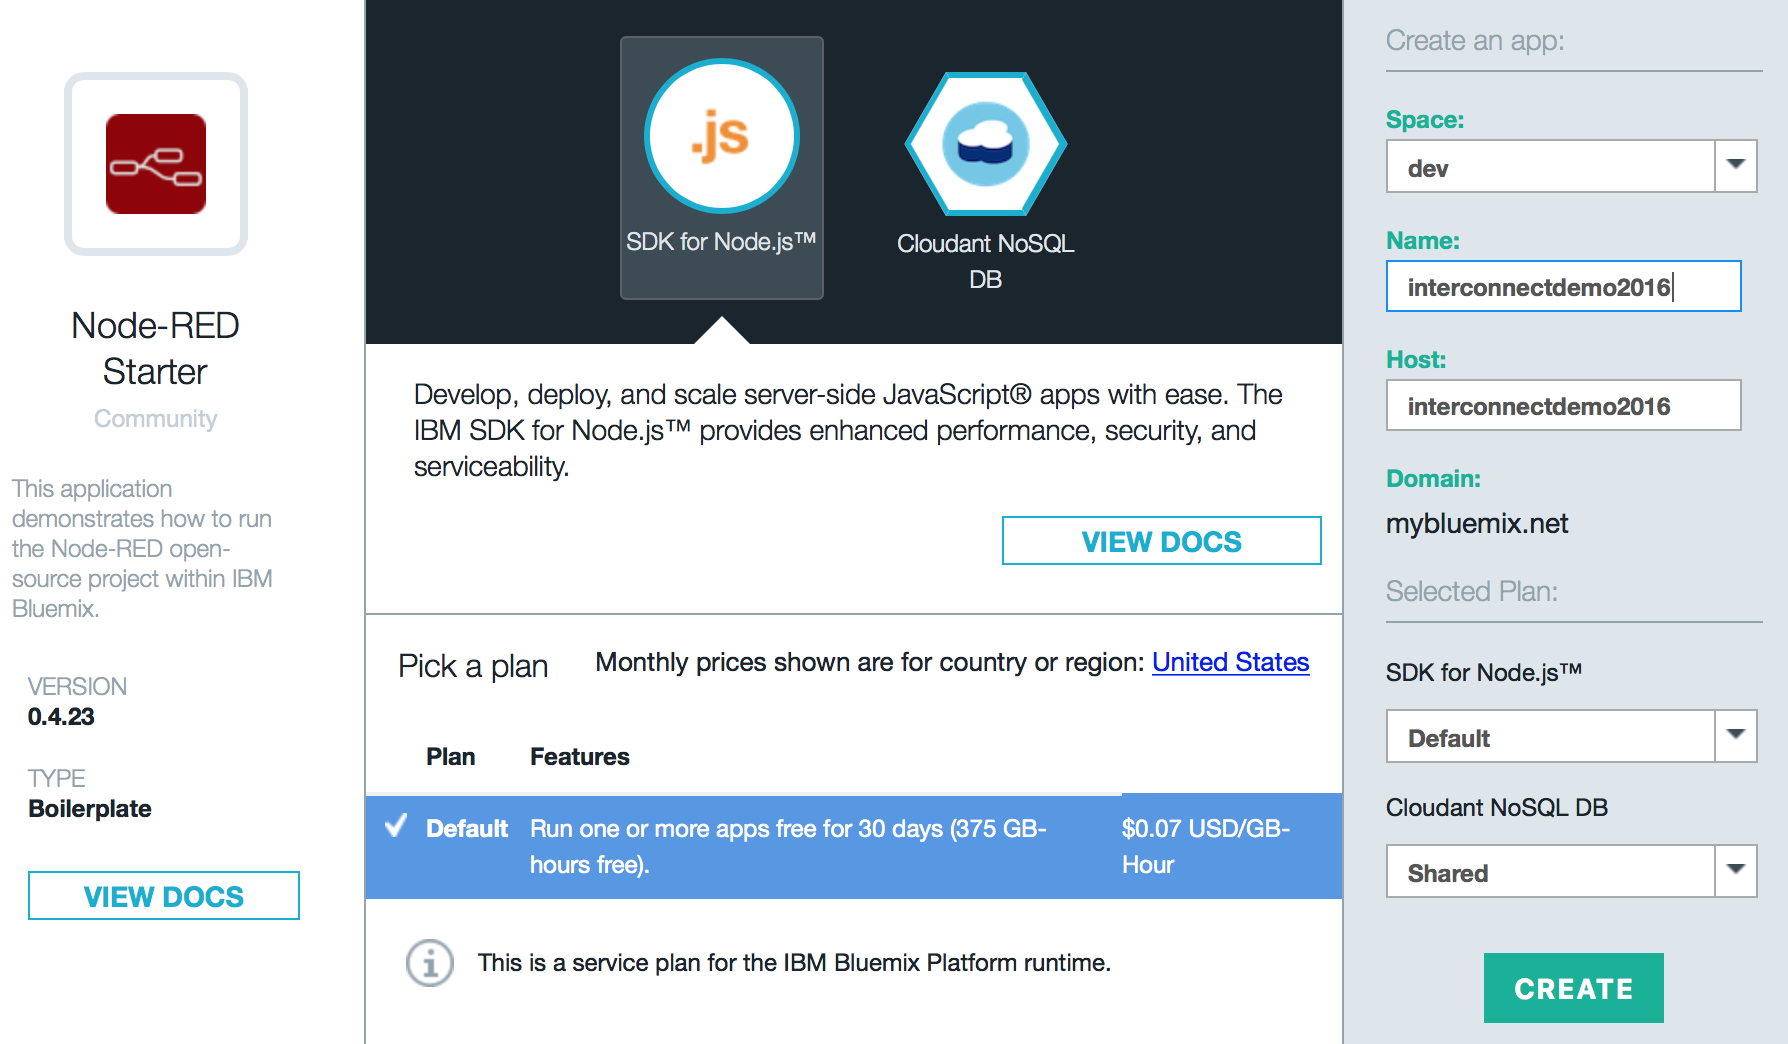 Node-RED
Starter
Community
This application
demonstrates how to run
the Node-RED open-
source project within IBM
Bluemix.
VERSION
0.4.23
TYPE
Boilerplate
VIEW DOCS
.js
SDK for Node.js™
Cloudant NoSQL
DB
Develop, deploy, and scale server-side JavaScript® apps with ease. The
IBM SDK for Node.js™ provides enhanced performance, security, and
serviceability.
VIEW DOCS
Pick a plan
Monthly prices shown are for country or region: United States
Plan Features
Default Run one or more apps free for 30 days (375 GB- $0.07 USD/GB-
hours free). Hour
This is a service plan for the IBM Bluemix Platform runtime.
Create an app:
Space:
dev
Name:
interconnectdemo2016
Host:
interconnectdemo2016
Domain:
mybluemix.net
Selected Plan:
SDK for Node.js™
Default
Cloudant NoSQL DB
Shared
CREATE